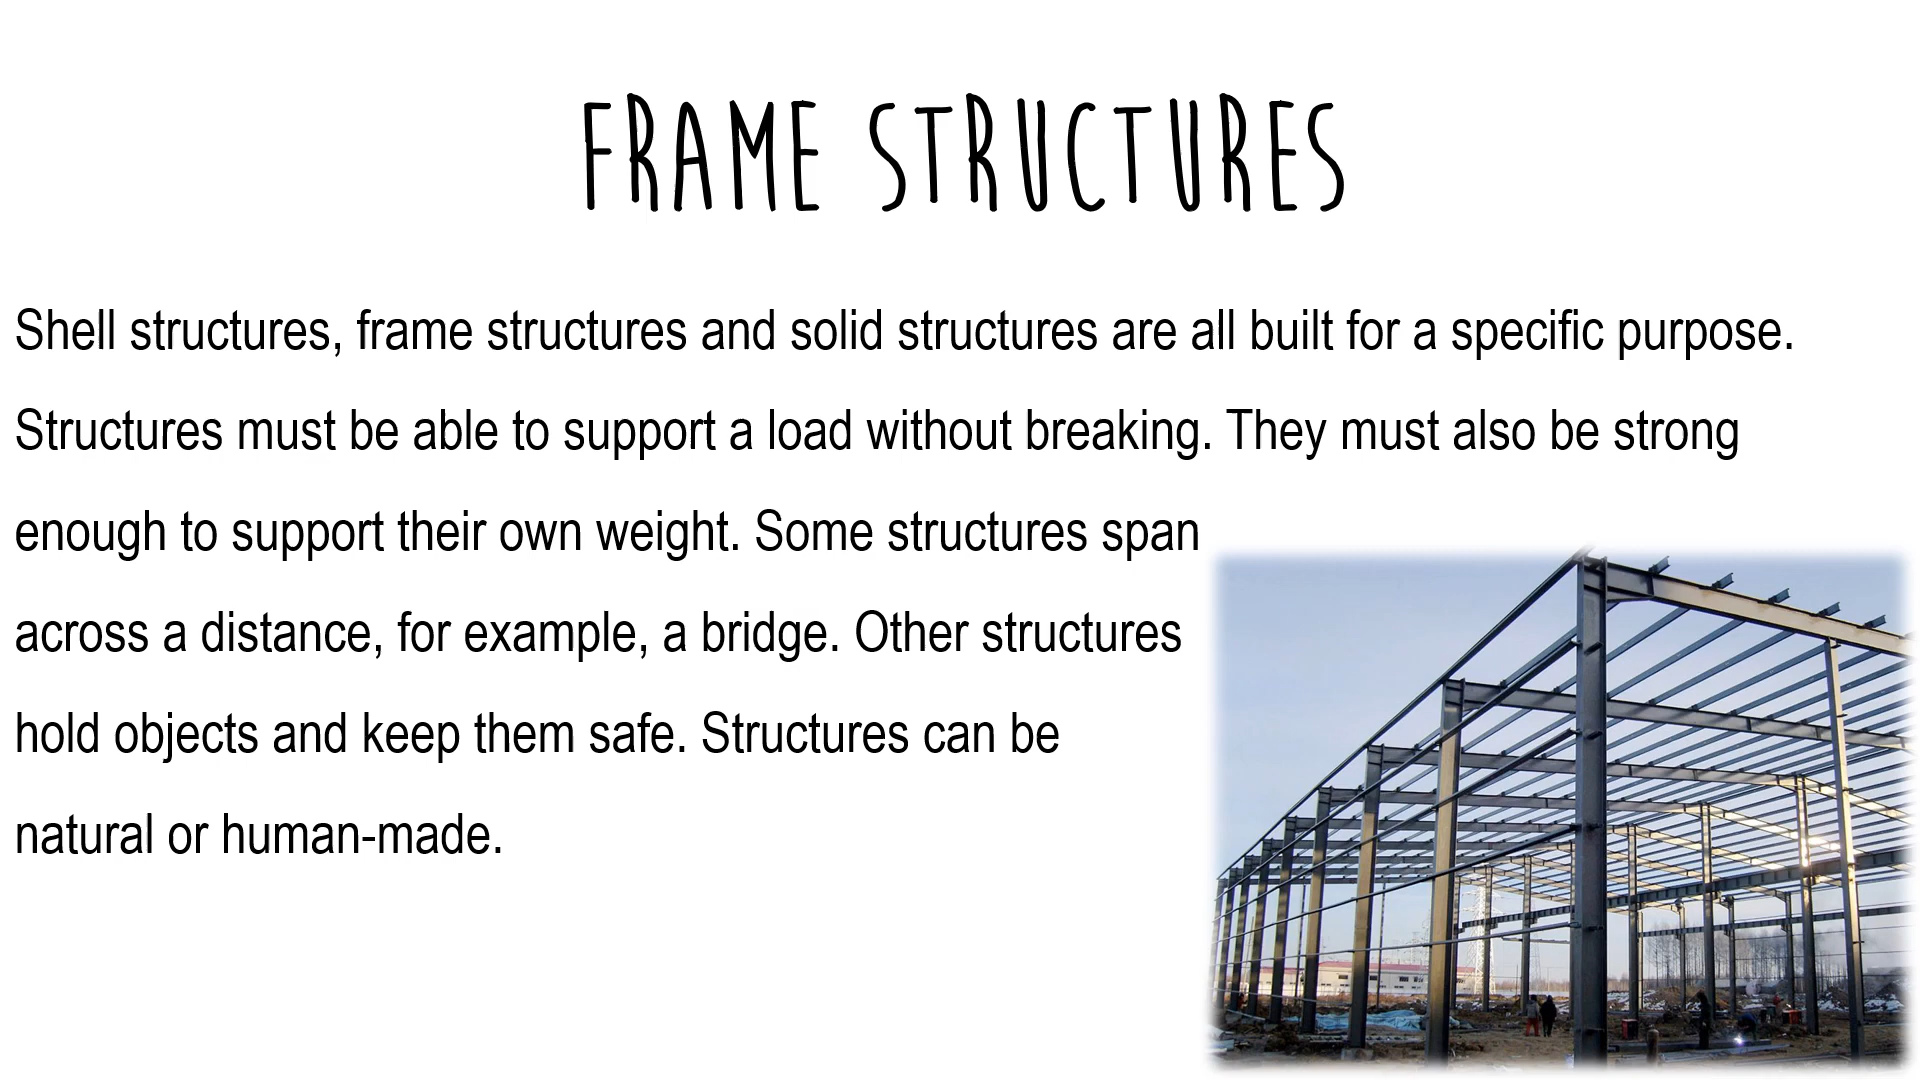 FRAME STRUCTURES
Shell structures, frame structures and solid structures are all built for a specific purpose.
Structures must be able to support a load without breaking. They must also be strong
enough to support their own weight. Some structures span
across a distance, for example, a bridge. Other structures
hold objects and keep them safe. Structures can be
natural or human-made.